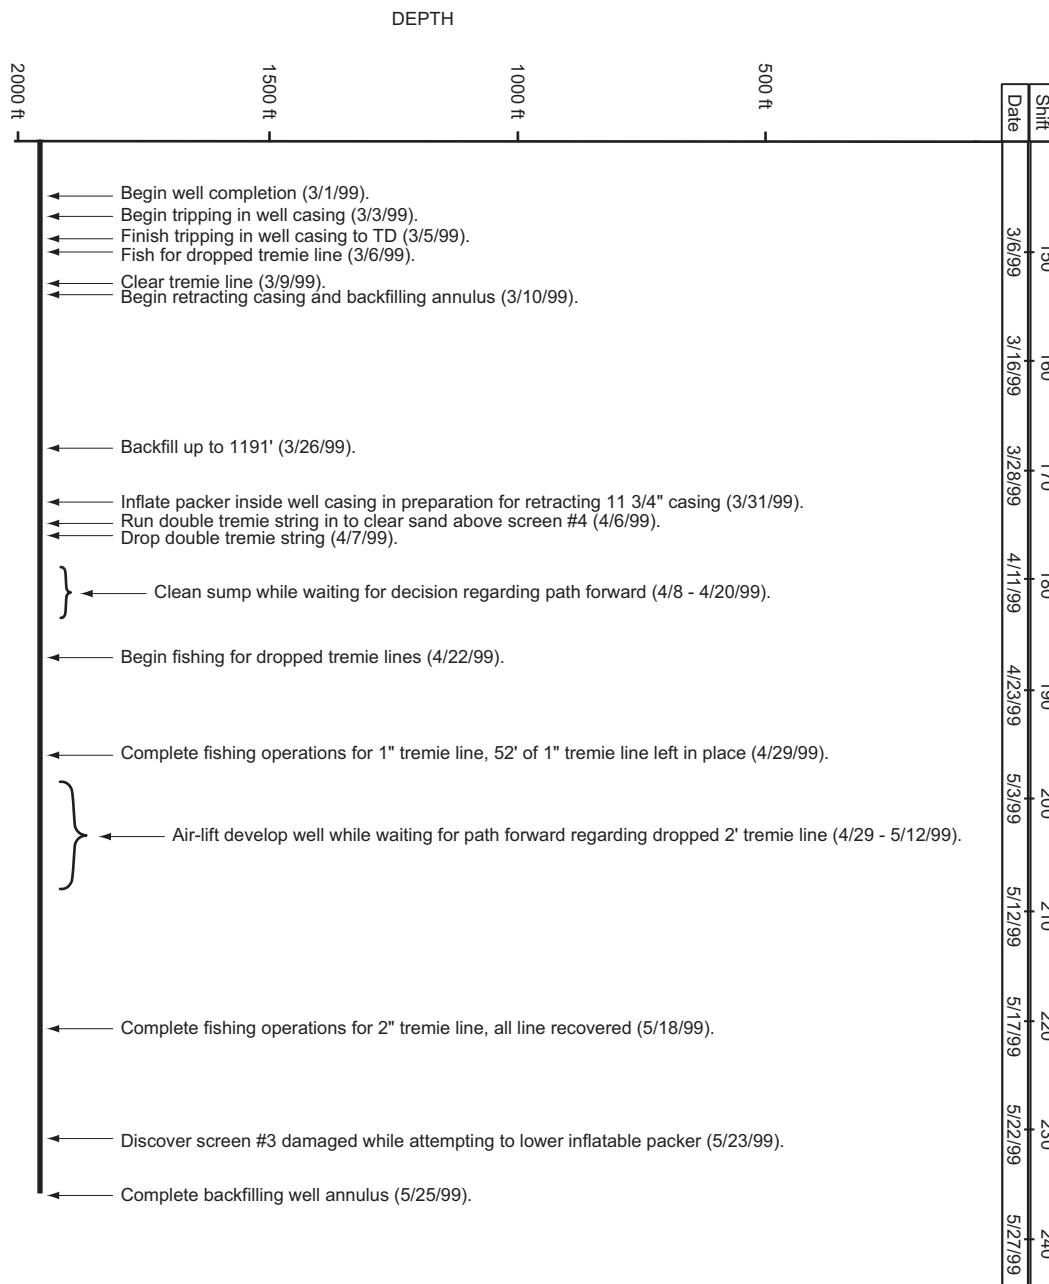 DEPTH
2000 ft
1500 ft
1000 ft
500 ft
Shift
Date
Begin well completion (3/1/99).
Begin tripping in well casing (3/3/99).
Finish tripping in well casing to TD (3/5/99).
Fish for dropped tremie line (3/6/99).
Clear tremie line (3/9/99).
Begin retracting casing and backfilling annulus (3/10/99).
Backfill up to 1191' (3/26/99).
Inflate packer inside well casing in preparation for retracting 11 3/4" casing (3/31/99).
Run double tremie string in to clear sand above screen #4 (4/6/99).
Drop double tremie string (4/7/99).
Clean sump while waiting for decision regarding path forward (4/8 - 4/20/99).
Begin fishing for dropped tremie lines (4/22/99).
Complete fishing operations for 1" tremie line, 52' of 1" tremie line left in place (4/29/99).
Air-lift develop well while waiting for path forward regarding dropped 2' tremie line (4/29 - 5/12/99).
Complete fishing operations for 2" tremie line, all line recovered (5/18/99).
Discover screen #3 damaged while attempting to lower inflatable packer (5/23/99).
Complete backfilling well annulus (5/25/99).
150
3/6/99
160
3/16/99
170
3/28/99
180
4/11/99
190
4/23/99
200
5/3/99
210
5/12/99
220
5/17/99
230
5/22/99
240
5/27/99